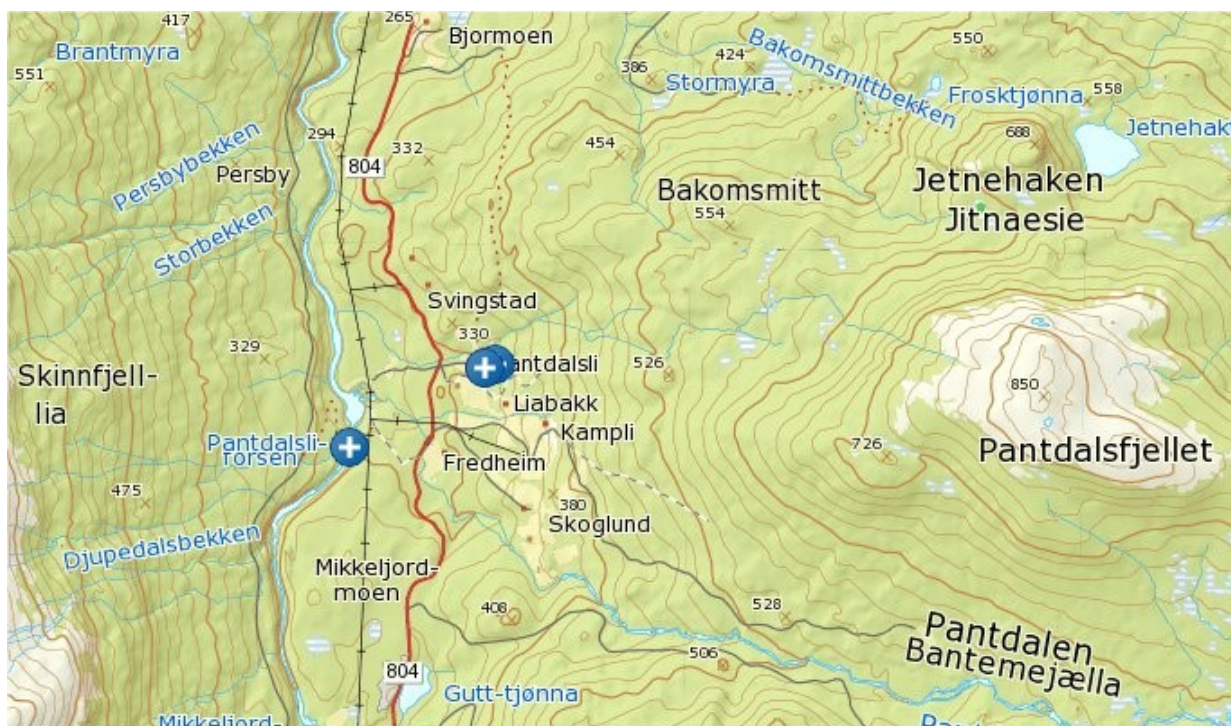 417
265
Bjormoen
550
Brantmyra
424
Bakomsmittbekken
551
386
Stormyra
Frosktjønna
558
294
332
454
688
Persbybekken
Persby
804
Bakomsmitt
Jetnehaken
Jitnaesie
554
Storbekken
Svingstad
330
329
526
Skinnfjell-
lia
Liabakk
850
Kampli
Pantdalsli-
forsen
Fredheim
726
Pantdalsfjellet
475
380
Skoglund
Djupedalsbekken
Mikkeljord-
moen
408
528
Pantdalen
Bantemejælla
506
804
Gutt-tjønna
Mikkeljord-